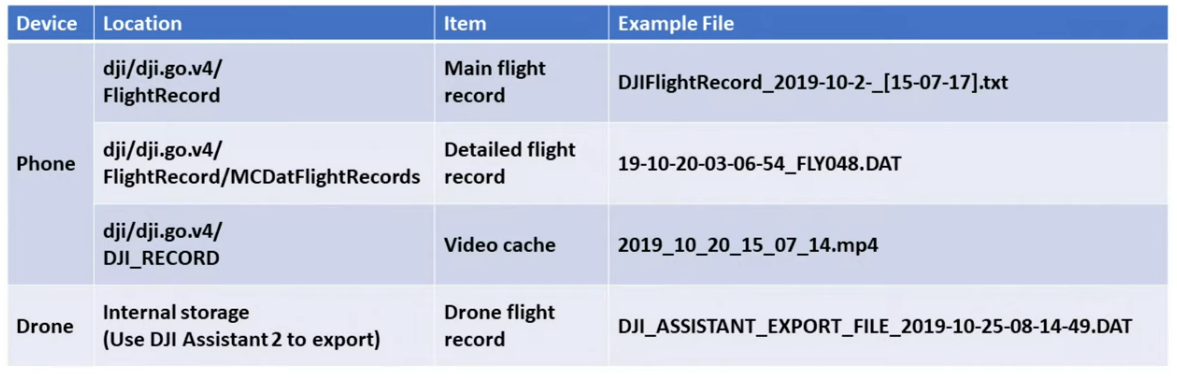 Device Location Item Example File
Phone
dji/dji.go.v4/
FlightRecord
Main flight
record
DJIFlightRecord_2019-10-2-_[15-07-17].txt
dji/dji.go.v4/
FlightRecord/MCDatFlightRecords
Detailed flight
record
19-10-20-03-06-54_FLY048.DAT
dji/dji.go.v4/
DJI_RECORD
Video cache
2019_10_20_15_07_14.mp4
Drone
Internal storage
(Use DJI Assistant 2 to export)
Drone flight
record
DJI_ASSISTANT_EXPORT_FILE_2019-10-25-08-14-49.DAT